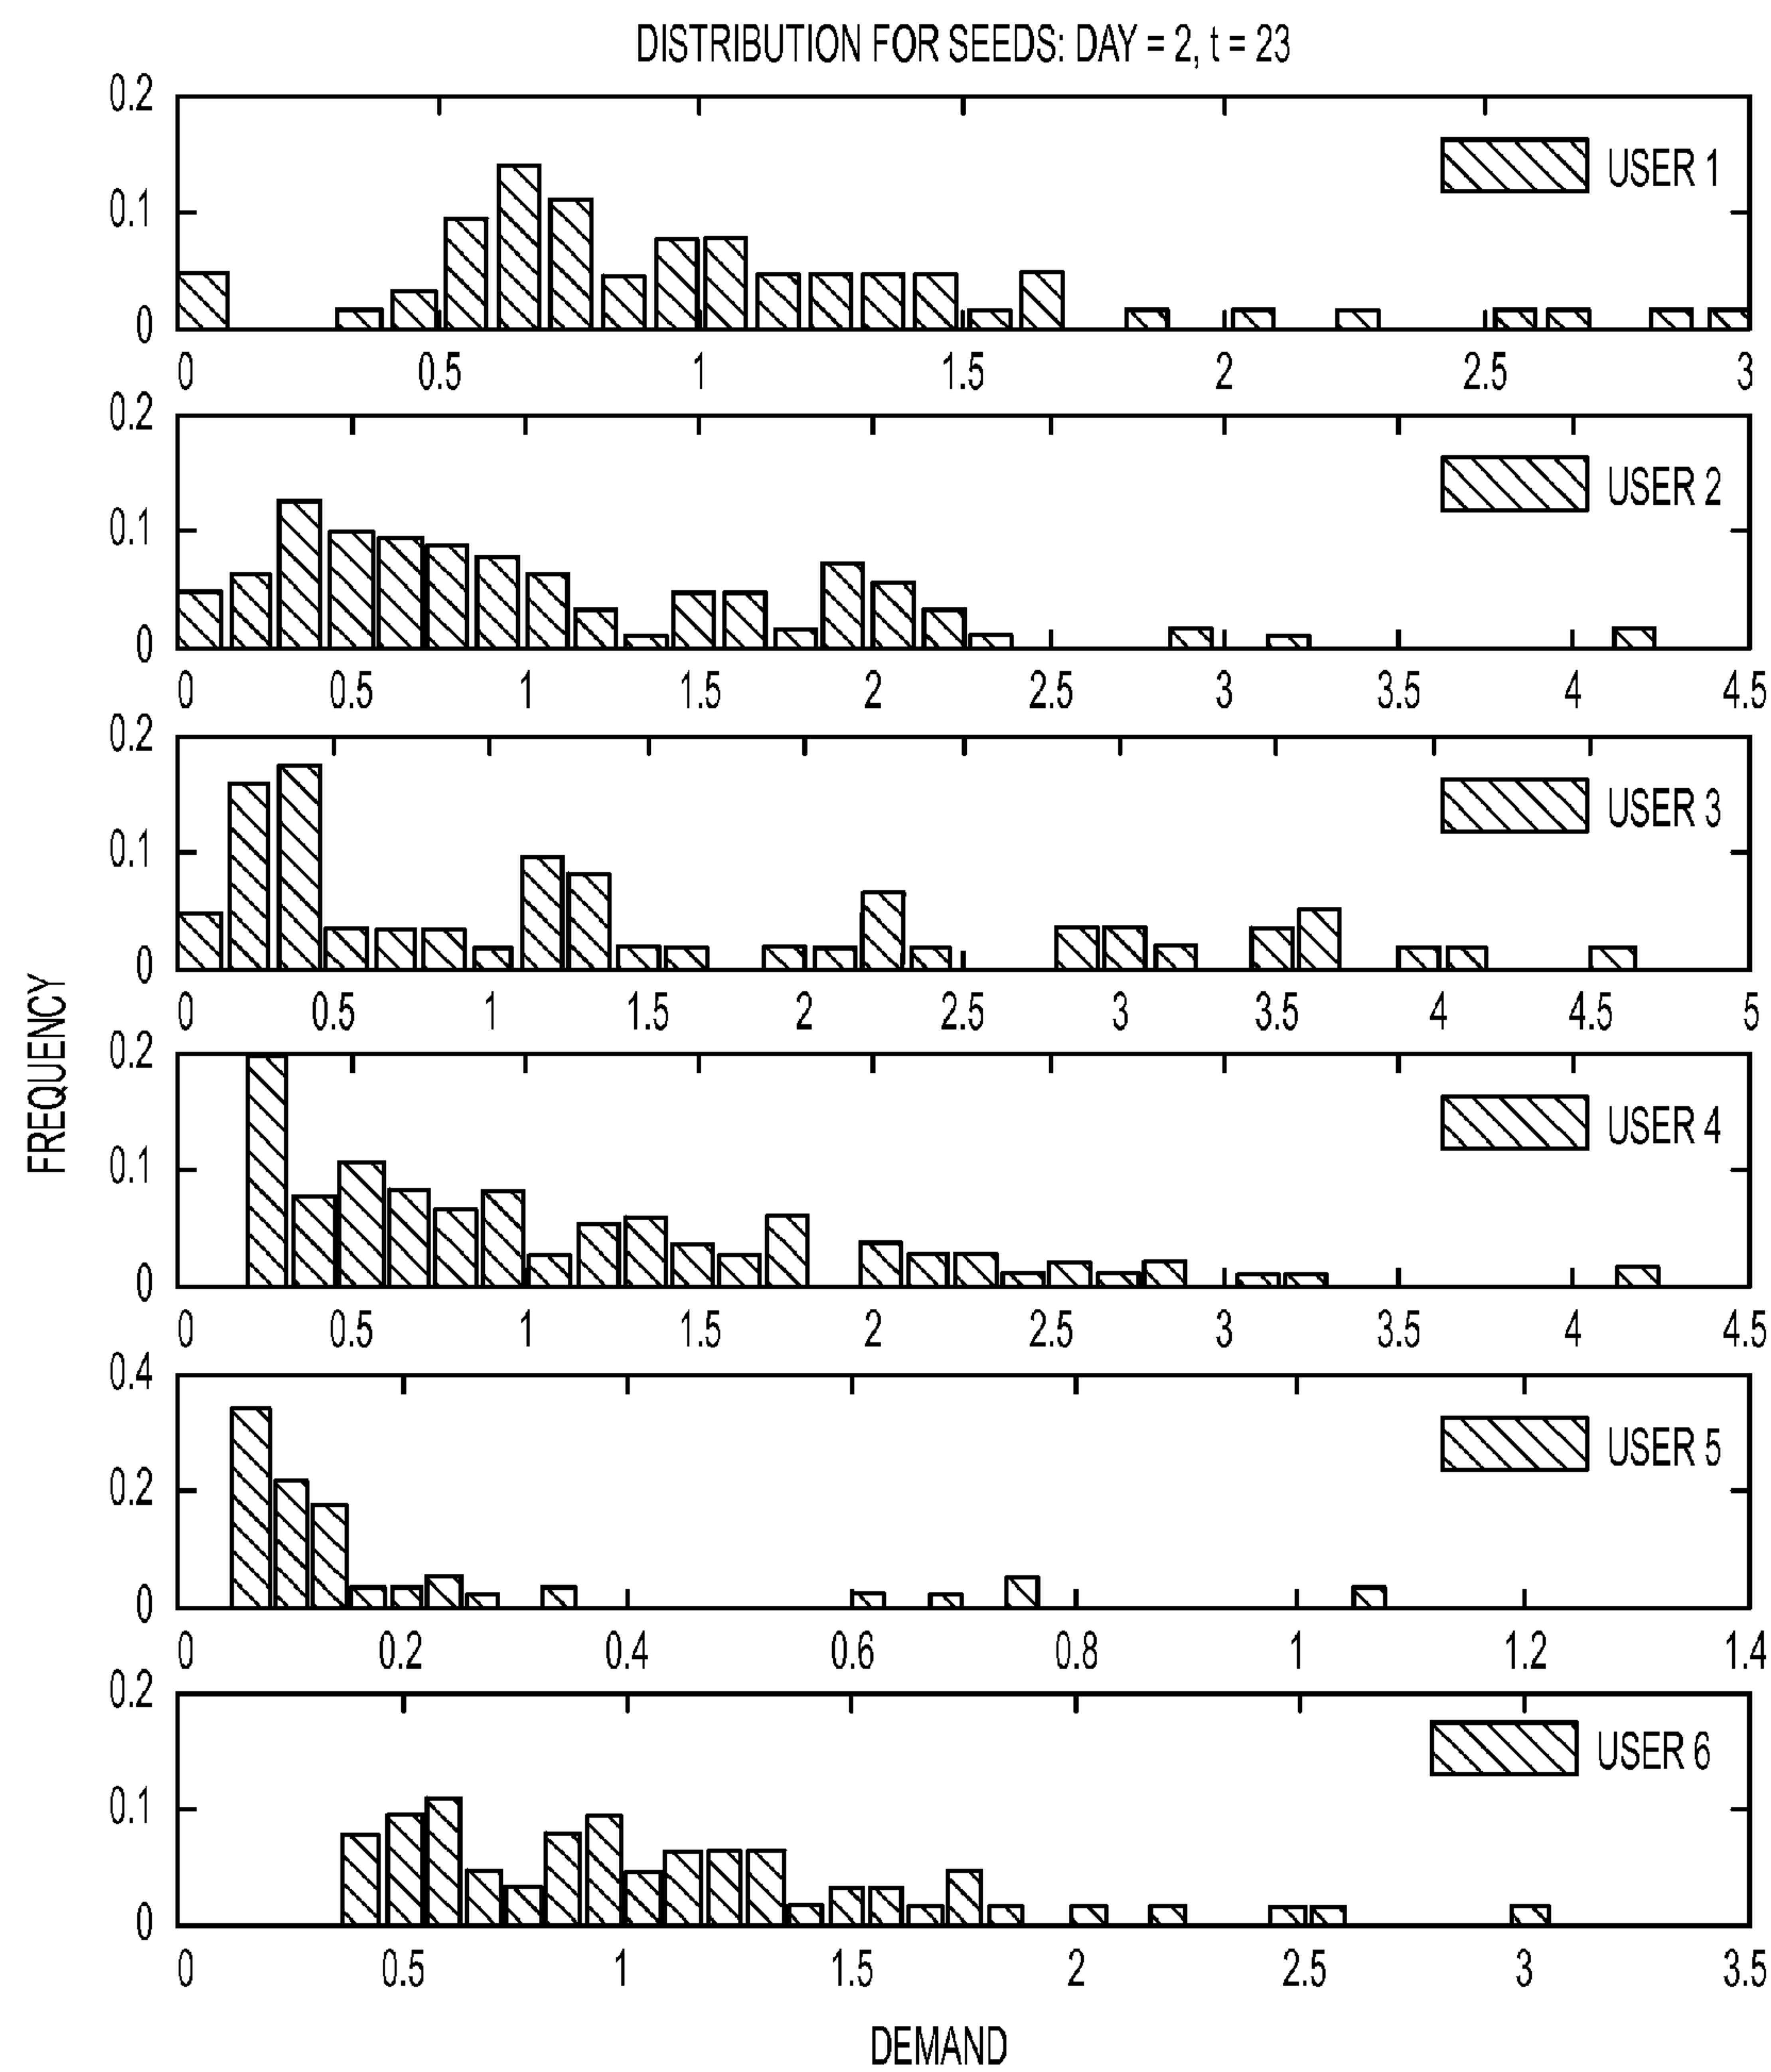 DISTRIBUTION FOR SEEDS: DAY = 2, t = 23
0.2
USER 1
0.1
0
0 0.5 1 1.5 2 2.5 3
0.2
USER 2
0.1
0
0 0.5 1 1.5 2 2.5 3 3.5 4 4.5
0.2
USER 3
0.1
0
0 0.5 1 1.5 2 2.5 3 3.5 4 4.5 5
FREQUENCY
0.2
USER 4
0.1
0
0 0.5 1 1.5 2 2.5 3 3.5 4 4.5
0.4
USER 5
0.2
0
0 0.2 0.4 0.6 0.8 1 1.2 1.4
0.2
USER 6
0.1
0
0 0.5 1 1.5 2 2.5 3 3.5
DEMAND